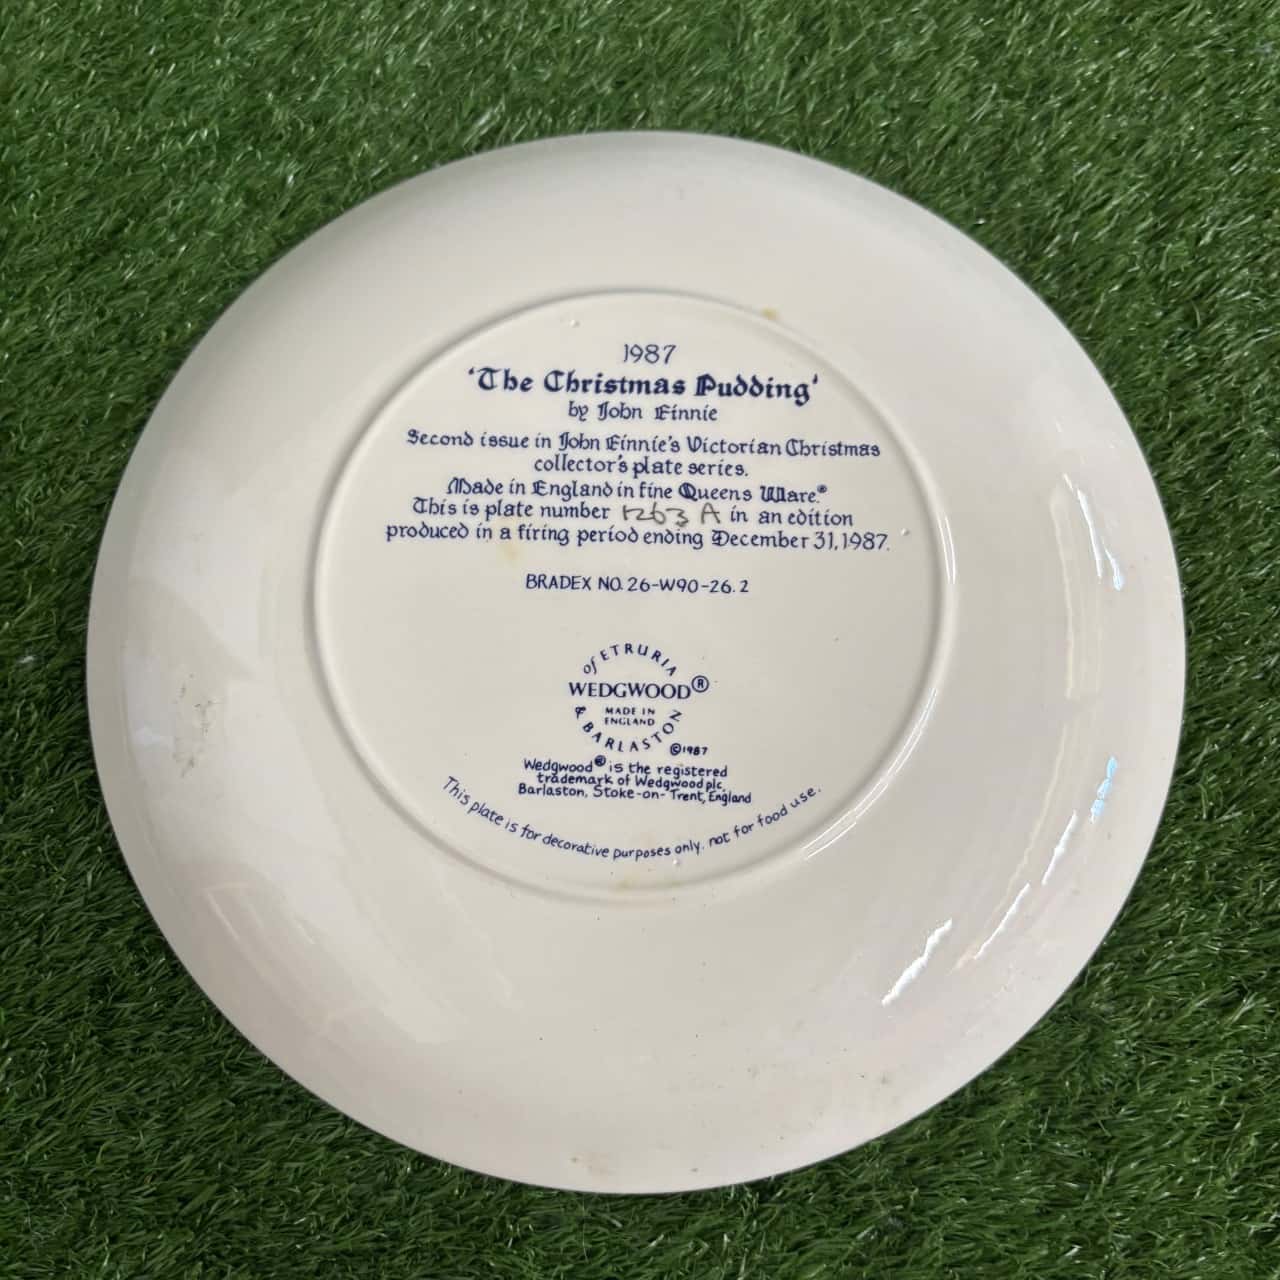 1987
'The Christmas Pudding'
by John Finnie
Second issue in John Finnie's Victorian Christmas
collector's plate series.
Made in England in fine Queens Ware.®
This is plate number 1263 A in an edition
produced in a firing period ending December 31, 1987.
BRADEX NO. 26-W90-26.2
of ETRURIA
WEDGWOOD®
MADE IN
ENGLAND
& BARLASTON
©1987
Wedgwood® is the registered
trademark of Wedgwood plc,
Barlaston, Stoke-on-Trent, England
This plate is for decorative purposes only. not for food use.